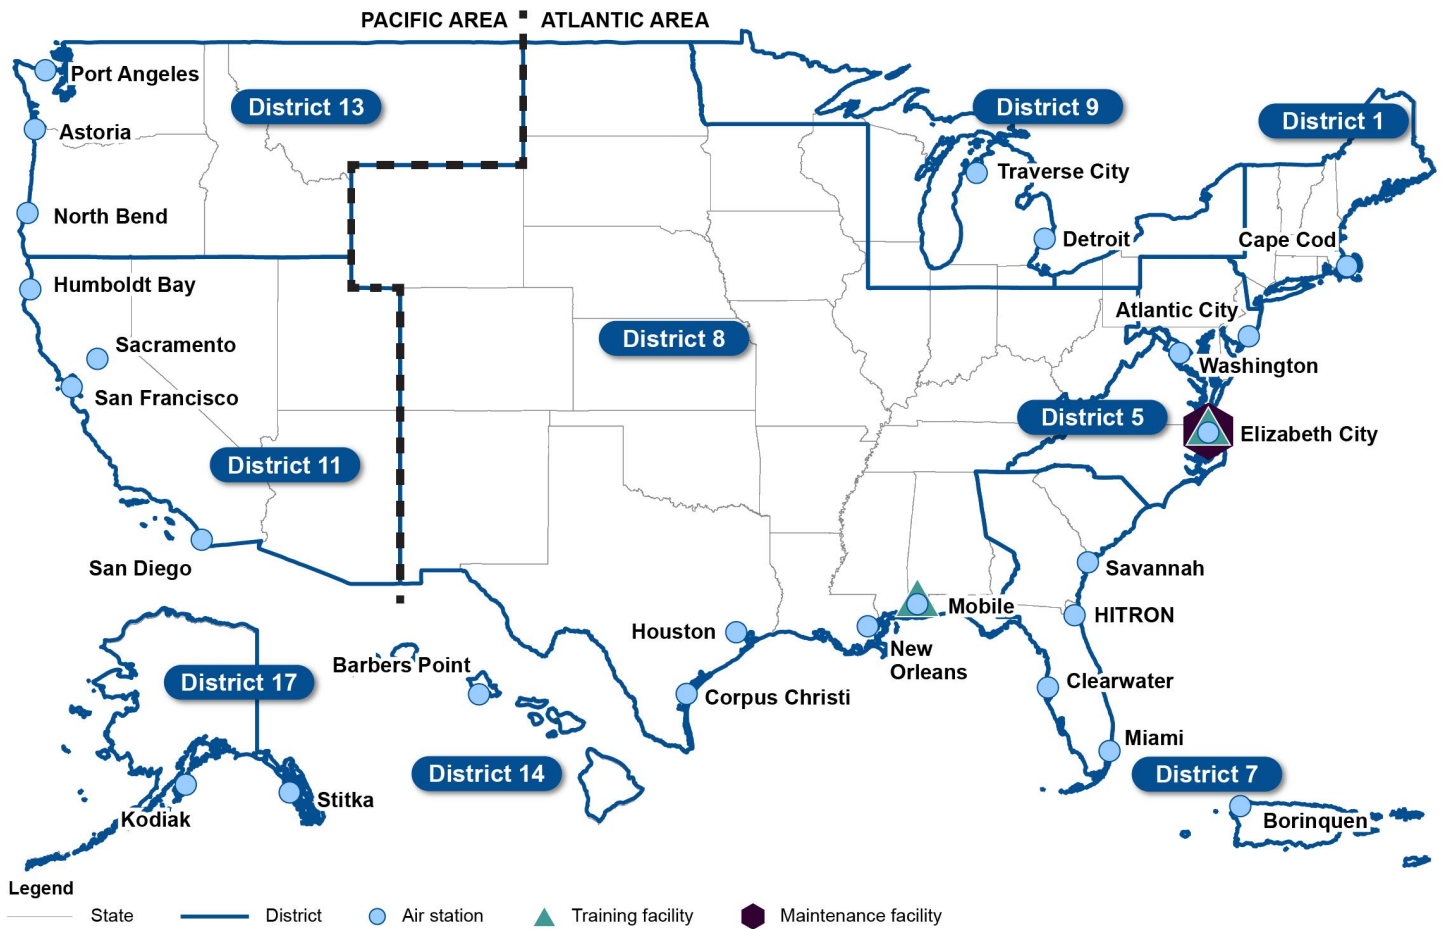 PACIFIC AREA
ATLANTIC AREA
Port Angeles
District 13
District 9
District 1
Astoria
Traverse City
North Bend
Detroit
Cape Cod
Humboldt Bay
Atlantic City
Sacramento
District 8
Washington
San Francisco
District 5
Elizabeth City
District 11
San Diego
Savannah
Mobile
HITRON
Houston
New
Orleans
Barbers Point
District 17
Corpus Christi
Clearwater
Miami
District 14
District 7
Stitka
Kodiak
Borinquen
Legend
State
District
Air station
Training facility
Maintenance facility